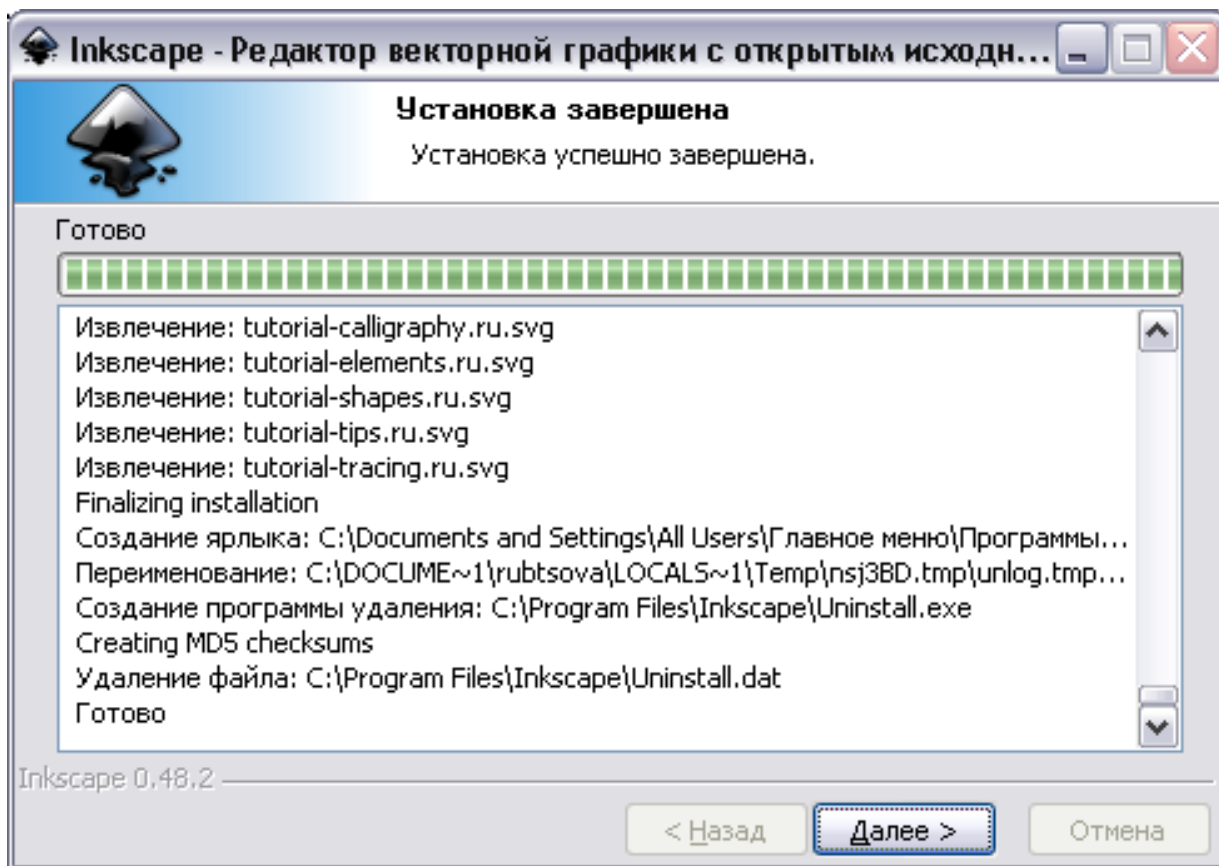 Inkscape - Редактор векторной графики с открытым исходн...
Установка завершена
Установка успешно завершена.
Готово
Извлечение: tutorial-calligraphy.ru.svg
Извлечение: tutorial-elements.ru.svg
Извлечение: tutorial-shapes.ru.svg
Извлечение: tutorial-tips.ru.svg
Извлечение: tutorial-tracing.ru.svg
Finalizing installation
Создание ярлыка: C:\Documents and Settings\All Users\Главное меню\Программы...
Переименование: C:\DOCUME~1\rubtsova\LOCALS~1\Temp\nsj3BD.tmp\unlog.tmp...
Создание программы удаления: C:\Program Files\Inkscape\Uninstall.exe
Creating MD5 checksums
Удаление файла: C:\Program Files\Inkscape\Uninstall.dat
Готово
Inkscape 0.48.2
< Назад Далее > Отмена